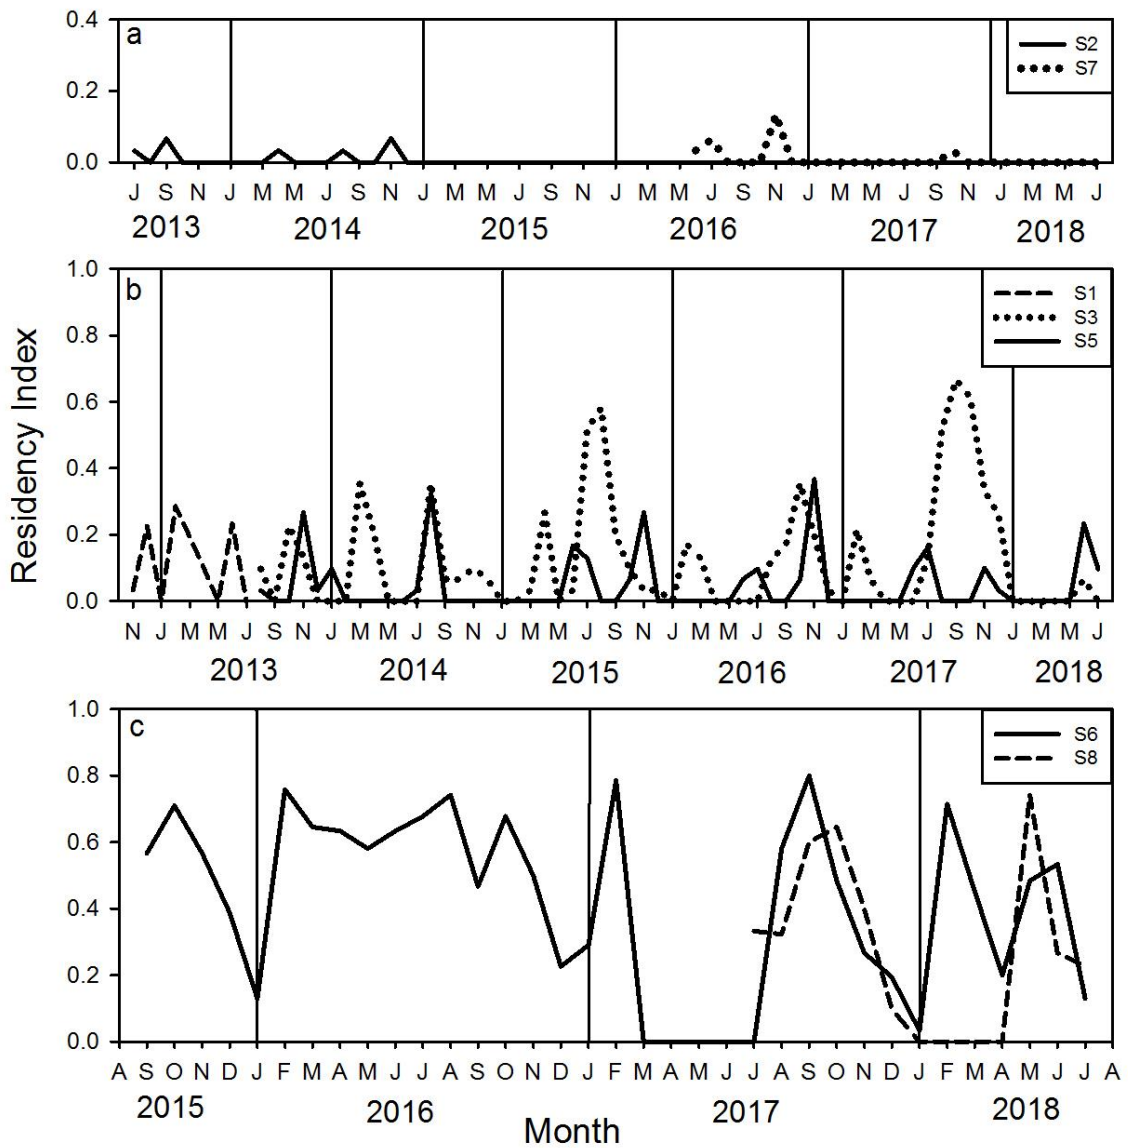 0.4
a
S2
S7
0.2
0.0
J S N J M M J S N J M M J S N J M M J S N J M M J S N J M M J
2013 2014 2015 2016 2017 2018
1.0
b
S1
S3
S5
0.8
0.6
0.4
0.2
0.0
N J M M J S N J M M J S N J M M J S N J M M J S N J M M J S N J M M J
2013 2014 2015 2016 2017 2018
Residency Index
1.0
c
S6
S8
0.8
0.6
0.4
0.2
0.0
A S O N D J F M A M J J A S O N D J F M A M J J A S O N D J F M A M J J A
2015 2016 2017 2018
Month